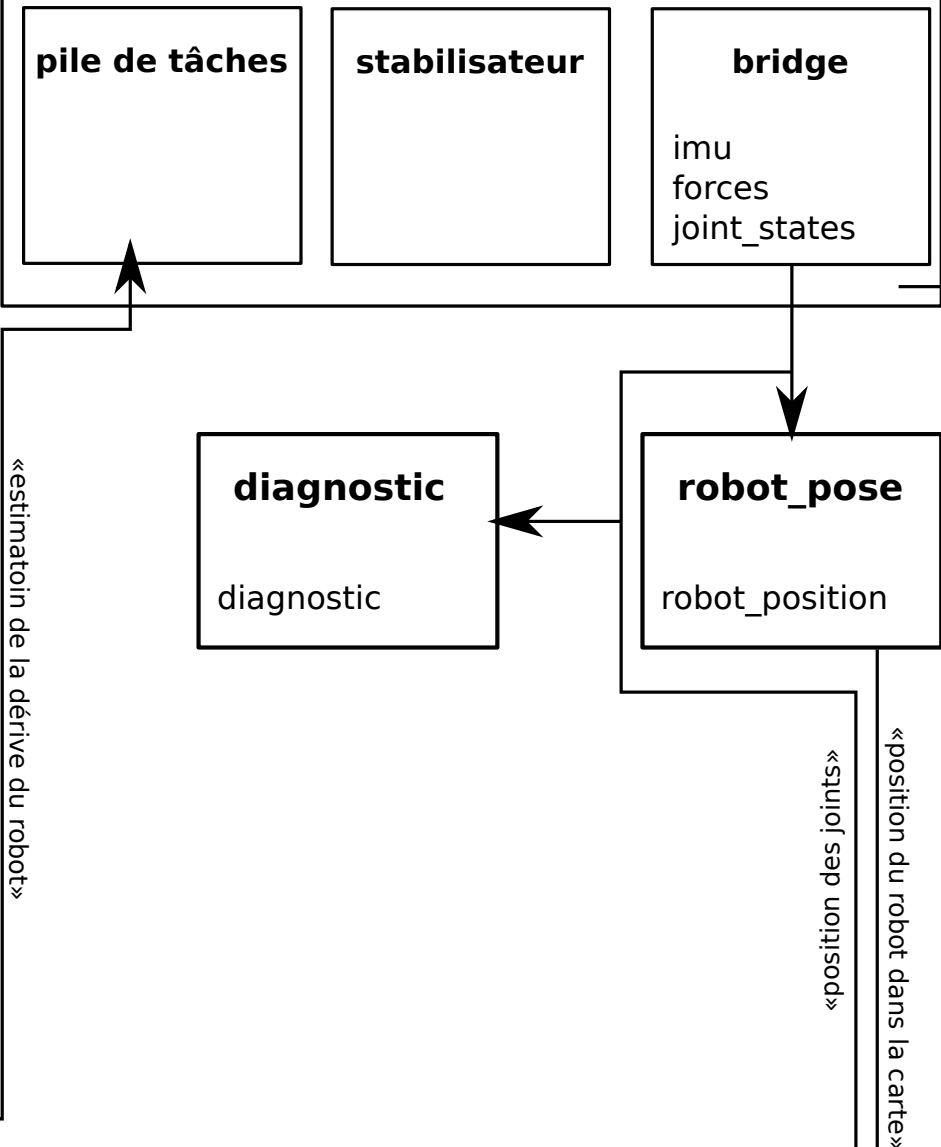 pile de tâches
stabilisateur
bridge
imu
forces
joint_states
diagnostic
diagnostic
robot_pose
robot_position
«estimatoin de la dérive du robot»
«position des joints»
«position du robot dans la carte»